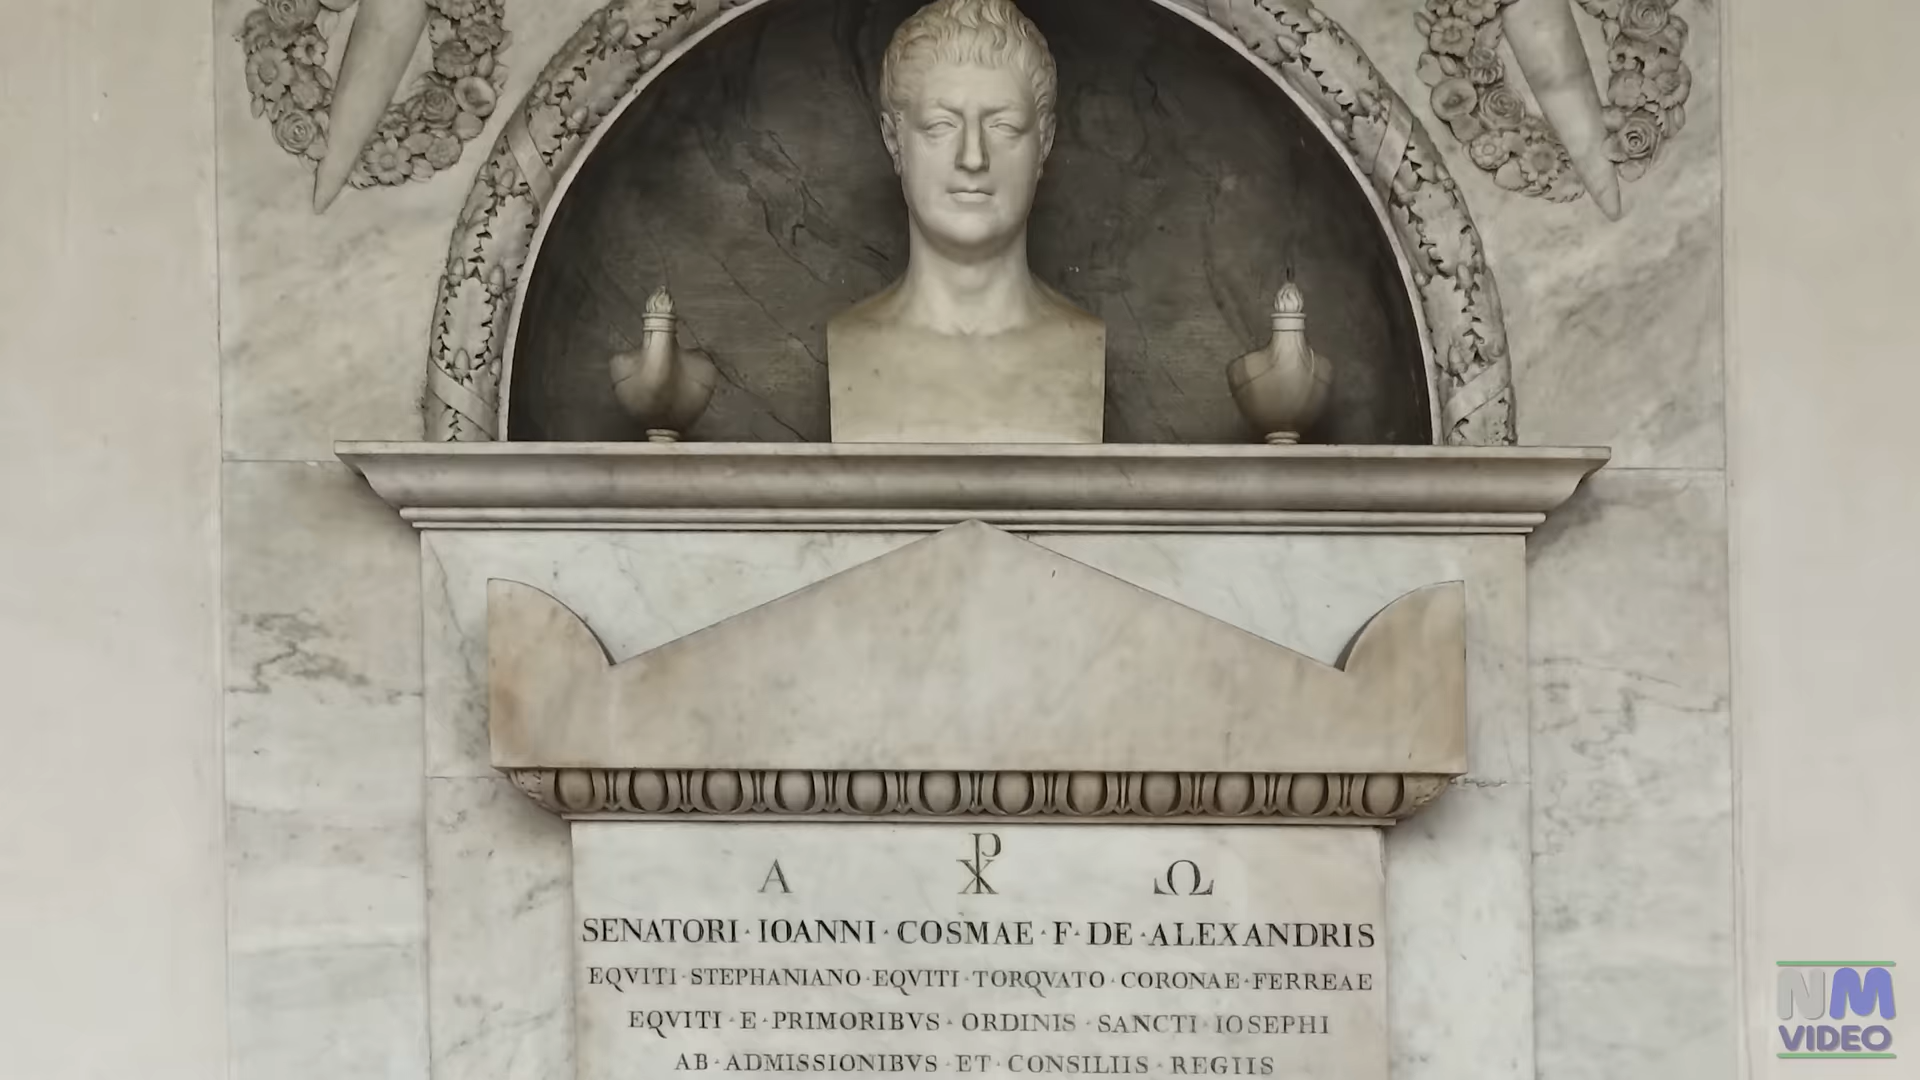 Α ⳩ Ω
SENATORI · IOANNI · COSMAE · F · DE · ALEXANDRIS
EQVITI · STEPHANIANO · EQVITI · TORQVATO · CORONAE · FERREAE
EQVITI · E · PRIMORIBVS · ORDINIS · SANCTI · IOSEPHI
AB · ADMISSIONIBVS · ET · CONSILIIS · REGIIS
NM
VIDEO